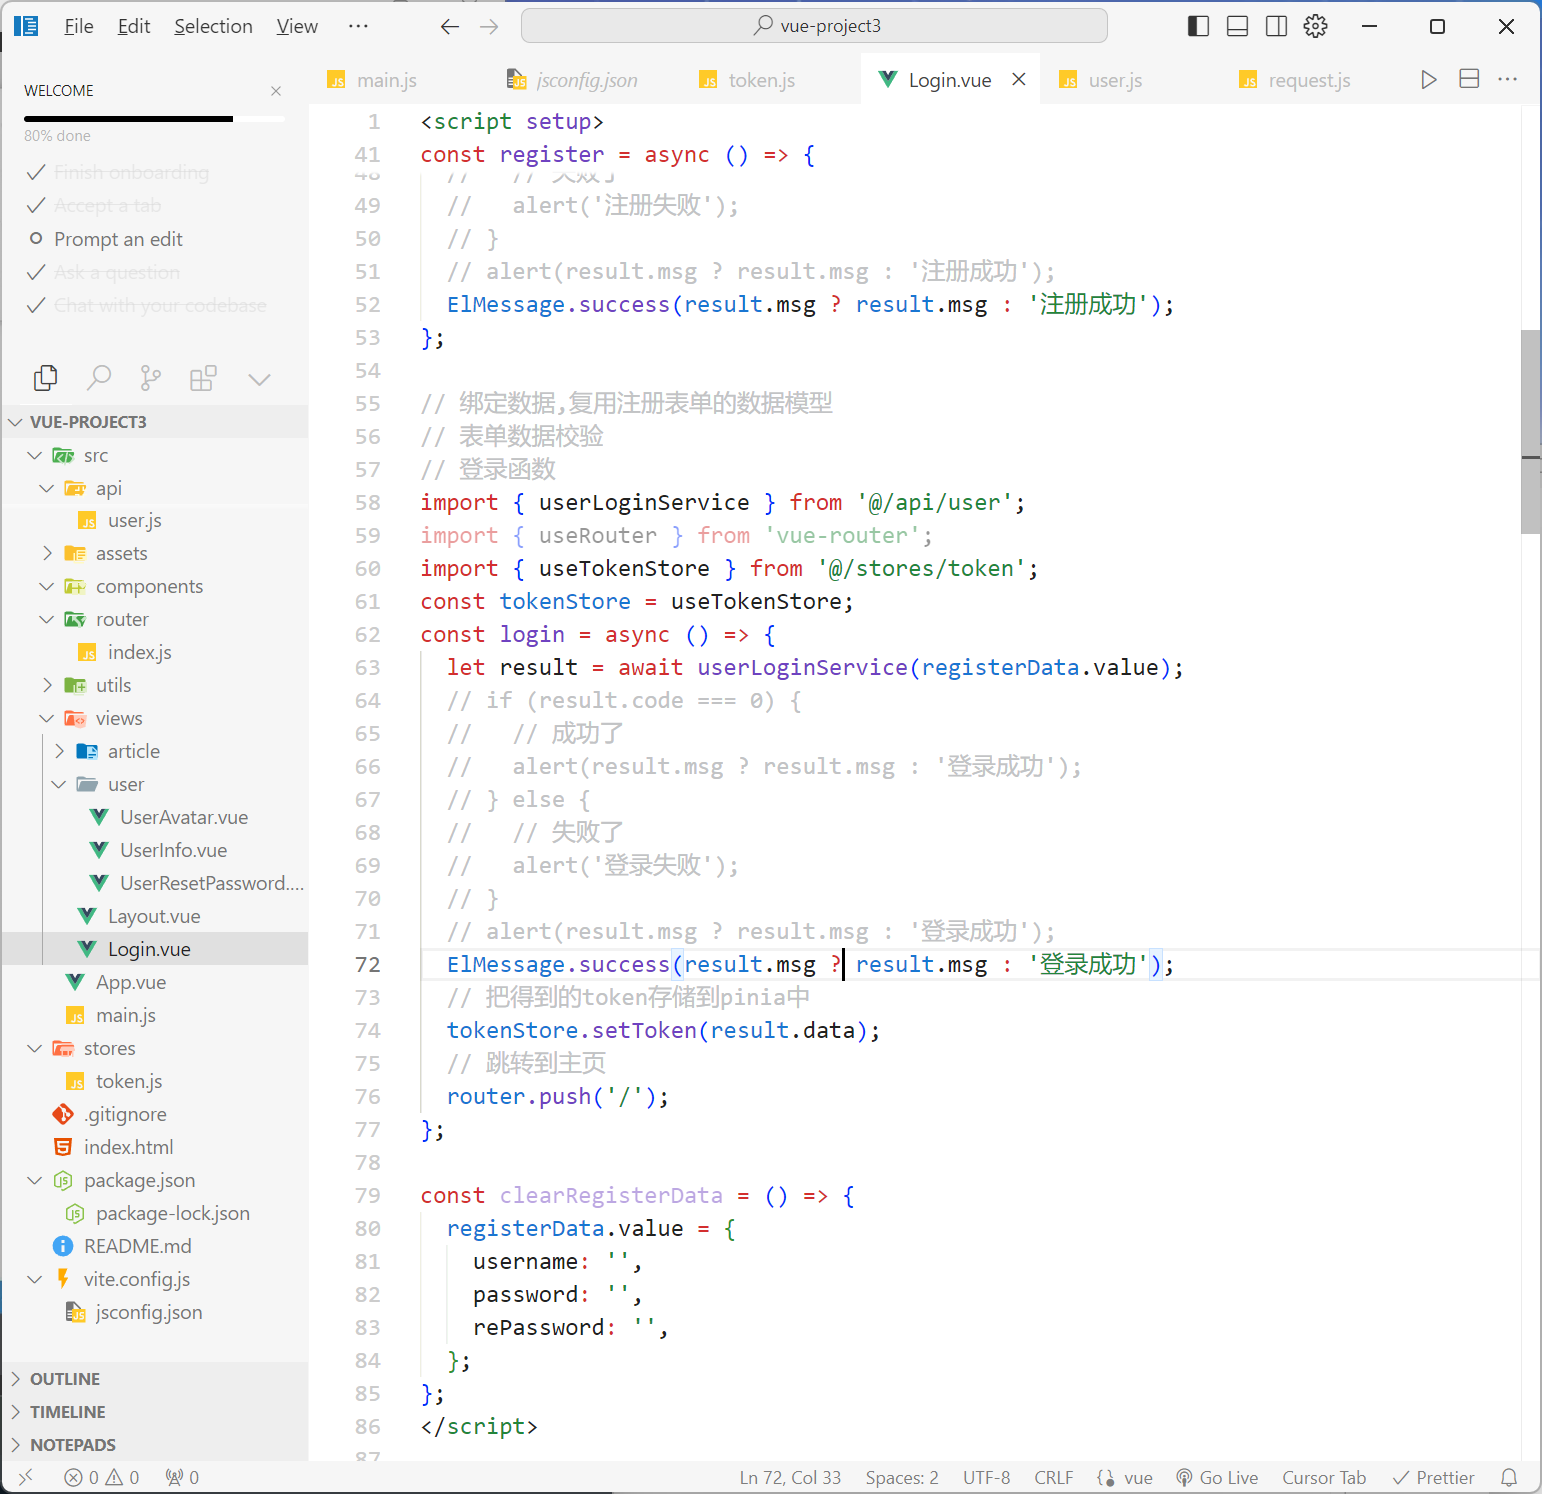 File Edit Selection View ··· vue-project3
WELCOME
80% done
Finish onboarding
Accept a tab
Prompt an edit
Ask a question
Chat with your codebase
VUE-PROJECT3
src
api
user.js
assets
components
router
index.js
utils
views
article
user
UserAvatar.vue
UserInfo.vue
UserResetPassword....
Layout.vue
Login.vue
App.vue
main.js
stores
token.js
.gitignore
index.html
package.json
package-lock.json
README.md
vite.config.js
jsconfig.json
OUTLINE
TIMELINE
NOTEPADS
main.js jsconfig.json token.js Login.vue user.js request.js
1 <script setup>
41 const register = async () => {
48 // // 失败了
49 // alert('注册失败');
50 // }
51 // alert(result.msg ? result.msg : '注册成功');
52 ElMessage.success(result.msg ? result.msg : '注册成功');
53 };
54
55 // 绑定数据,复用注册表单的数据模型
56 // 表单数据校验
57 // 登录函数
58 import { userLoginService } from '@/api/user';
59 import { useRouter } from 'vue-router';
60 import { useTokenStore } from '@/stores/token';
61 const tokenStore = useTokenStore;
62 const login = async () => {
63 let result = await userLoginService(registerData.value);
64 // if (result.code === 0) {
65 // // 成功了
66 // alert(result.msg ? result.msg : '登录成功');
67 // } else {
68 // // 失败了
69 // alert('登录失败');
70 // }
71 // alert(result.msg ? result.msg : '登录成功');
72 ElMessage.success(result.msg ? result.msg : '登录成功');
73 // 把得到的token存储到pinia中
74 tokenStore.setToken(result.data);
75 // 跳转到主页
76 router.push('/');
77 };
78
79 const clearRegisterData = () => {
80 registerData.value = {
81 username: '',
82 password: '',
83 rePassword: '',
84 };
85 };
86 </script>
87
0 0 0 Ln 72, Col 33 Spaces: 2 UTF-8 CRLF vue Go Live Cursor Tab Prettier